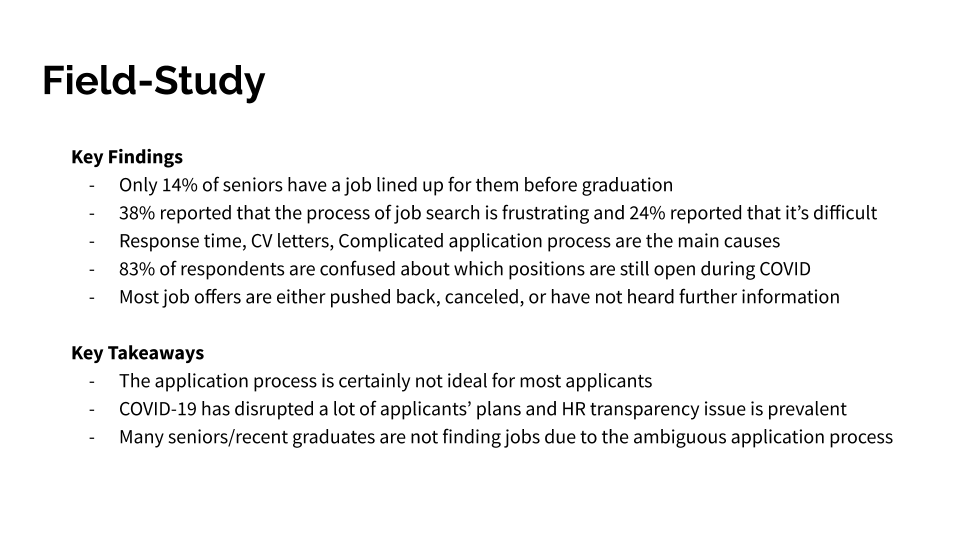 Field-Study
Key Findings
- Only 14% of seniors have a job lined up for them before graduation
- 38% reported that the process of job search is frustrating and 24% reported that it’s difficult
- Response time, CV letters, Complicated application process are the main causes
- 83% of respondents are confused about which positions are still open during COVID
- Most job offers are either pushed back, canceled, or have not heard further information
Key Takeaways
- The application process is certainly not ideal for most applicants
- COVID-19 has disrupted a lot of applicants’ plans and HR transparency issue is prevalent
- Many seniors/recent graduates are not finding jobs due to the ambiguous application process